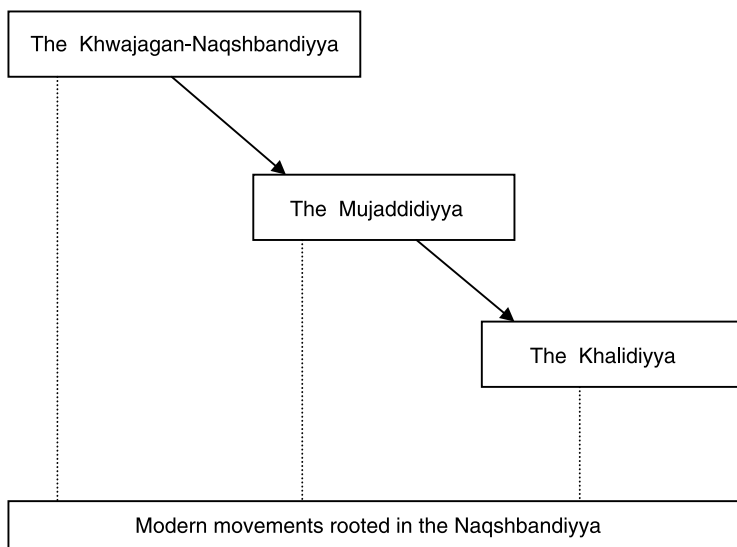 The Khwajagan-Naqshbandiyya
The Mujaddidiyya
The Khalidiyya
Modern movements rooted in the Naqshbandiyya